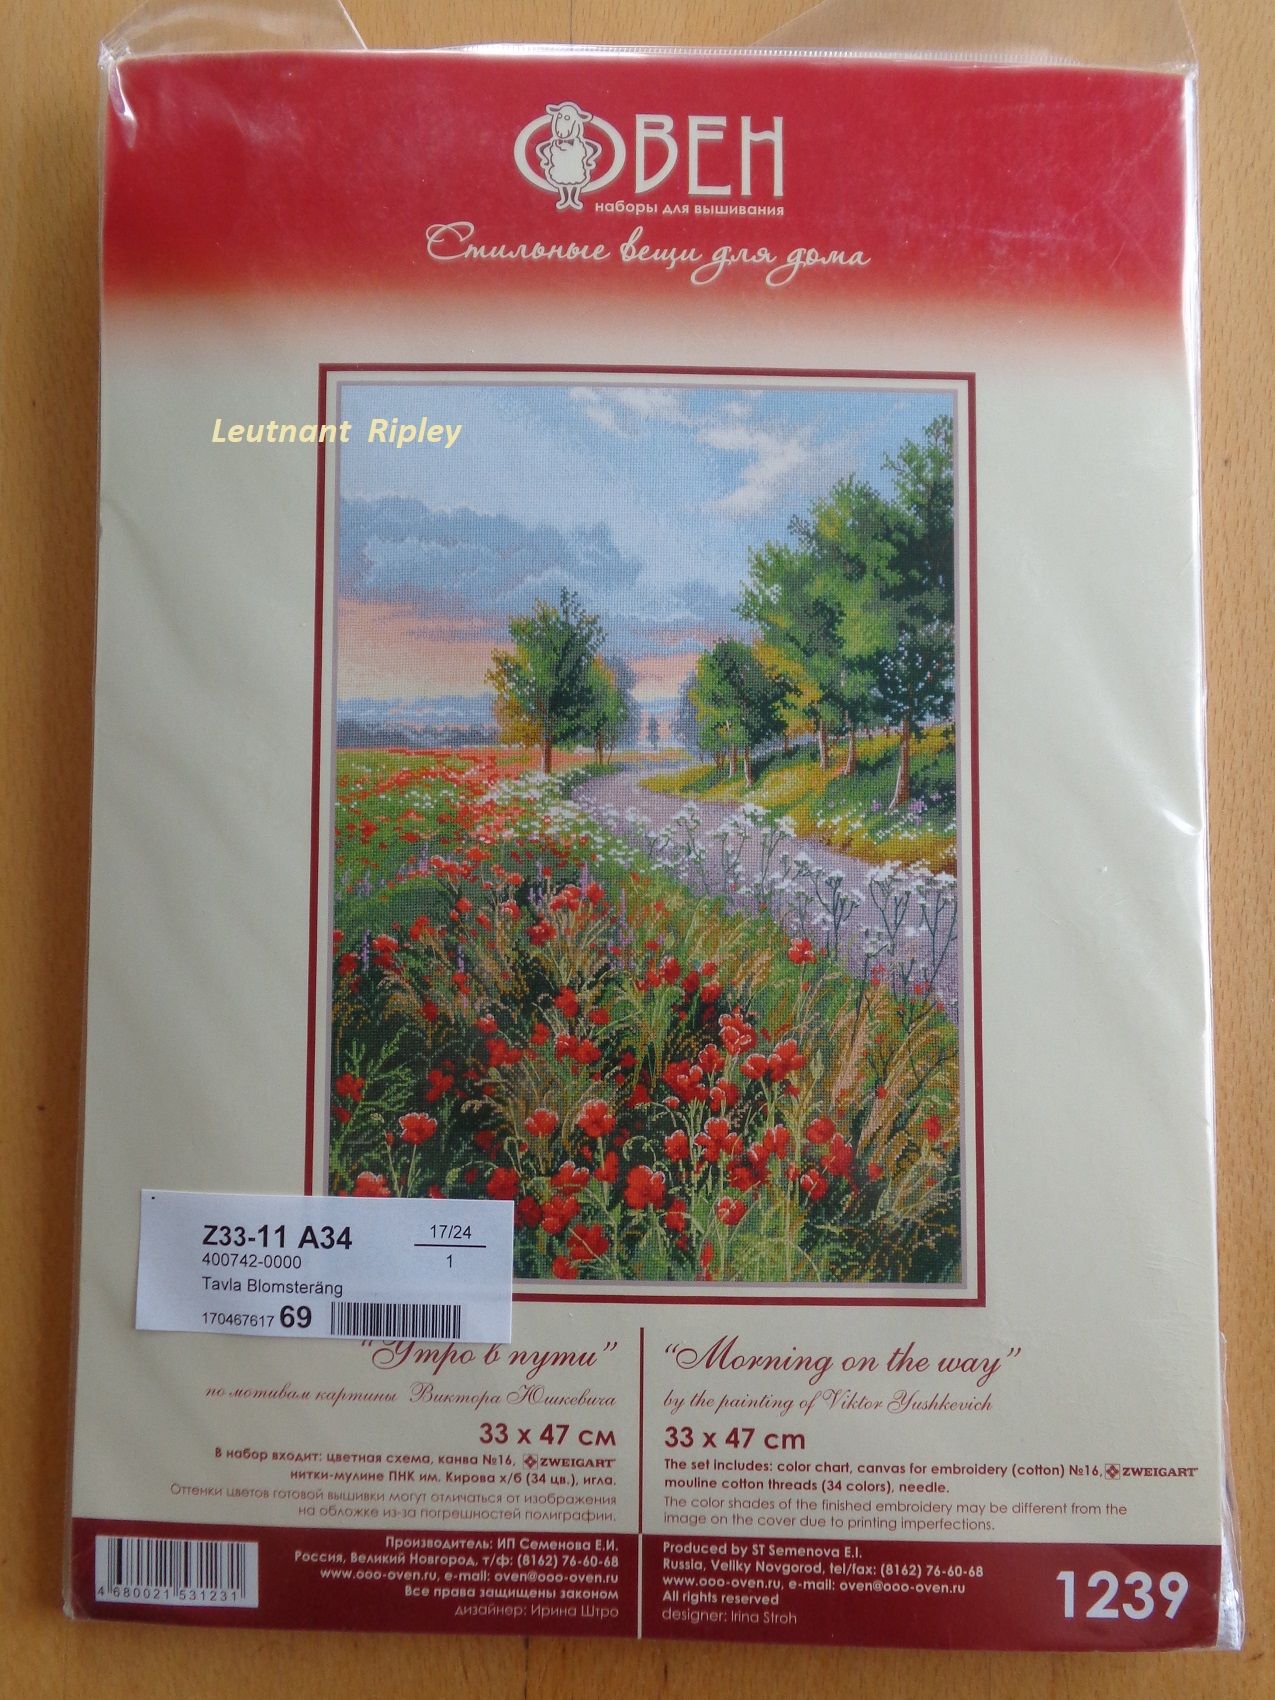 ОВЕН
наборы для вышивания
Стильные вещи для дома
Leutnant Ripley
Z33-11 A34
17/24
400742-0000
1
Tavla Blomsteräng
170467617 69
"Утро в пути"
по мотивам картины Виктора Юшкевича
33 x 47 см
В набор входит: цветная схема, канва №16, ZWEIGART
нитки-мулине ПНК им. Кирова х/б (34 цв.), игла.
Оттенки цветов готовой вышивки могут отличаться от изображения
на обложке из-за погрешностей полиграфии.
"Morning on the way"
by the painting of Viktor Yushkevich
33 x 47 cm
The set includes: color chart, canvas for embroidery (cotton) №16, ZWEIGART
mouline cotton threads (34 colors), needle.
The color shades of the finished embroidery may be different from the
image on the cover due to printing imperfections.
4 680021 531231
Производитель: ИП Семенова Е.И.
Россия, Великий Новгород, т/ф: (8162) 76-60-68
www.ooo-oven.ru, e-mail: oven@ooo-oven.ru
Все права защищены законом
дизайнер: Ирина Штро
Produced by ST Semenova E.I.
Russia, Veliky Novgorod, tel/fax: (8162) 76-60-68
www.ooo-oven.ru, e-mail: oven@ooo-oven.ru
All rights reserved
designer: Irina Stroh
1239